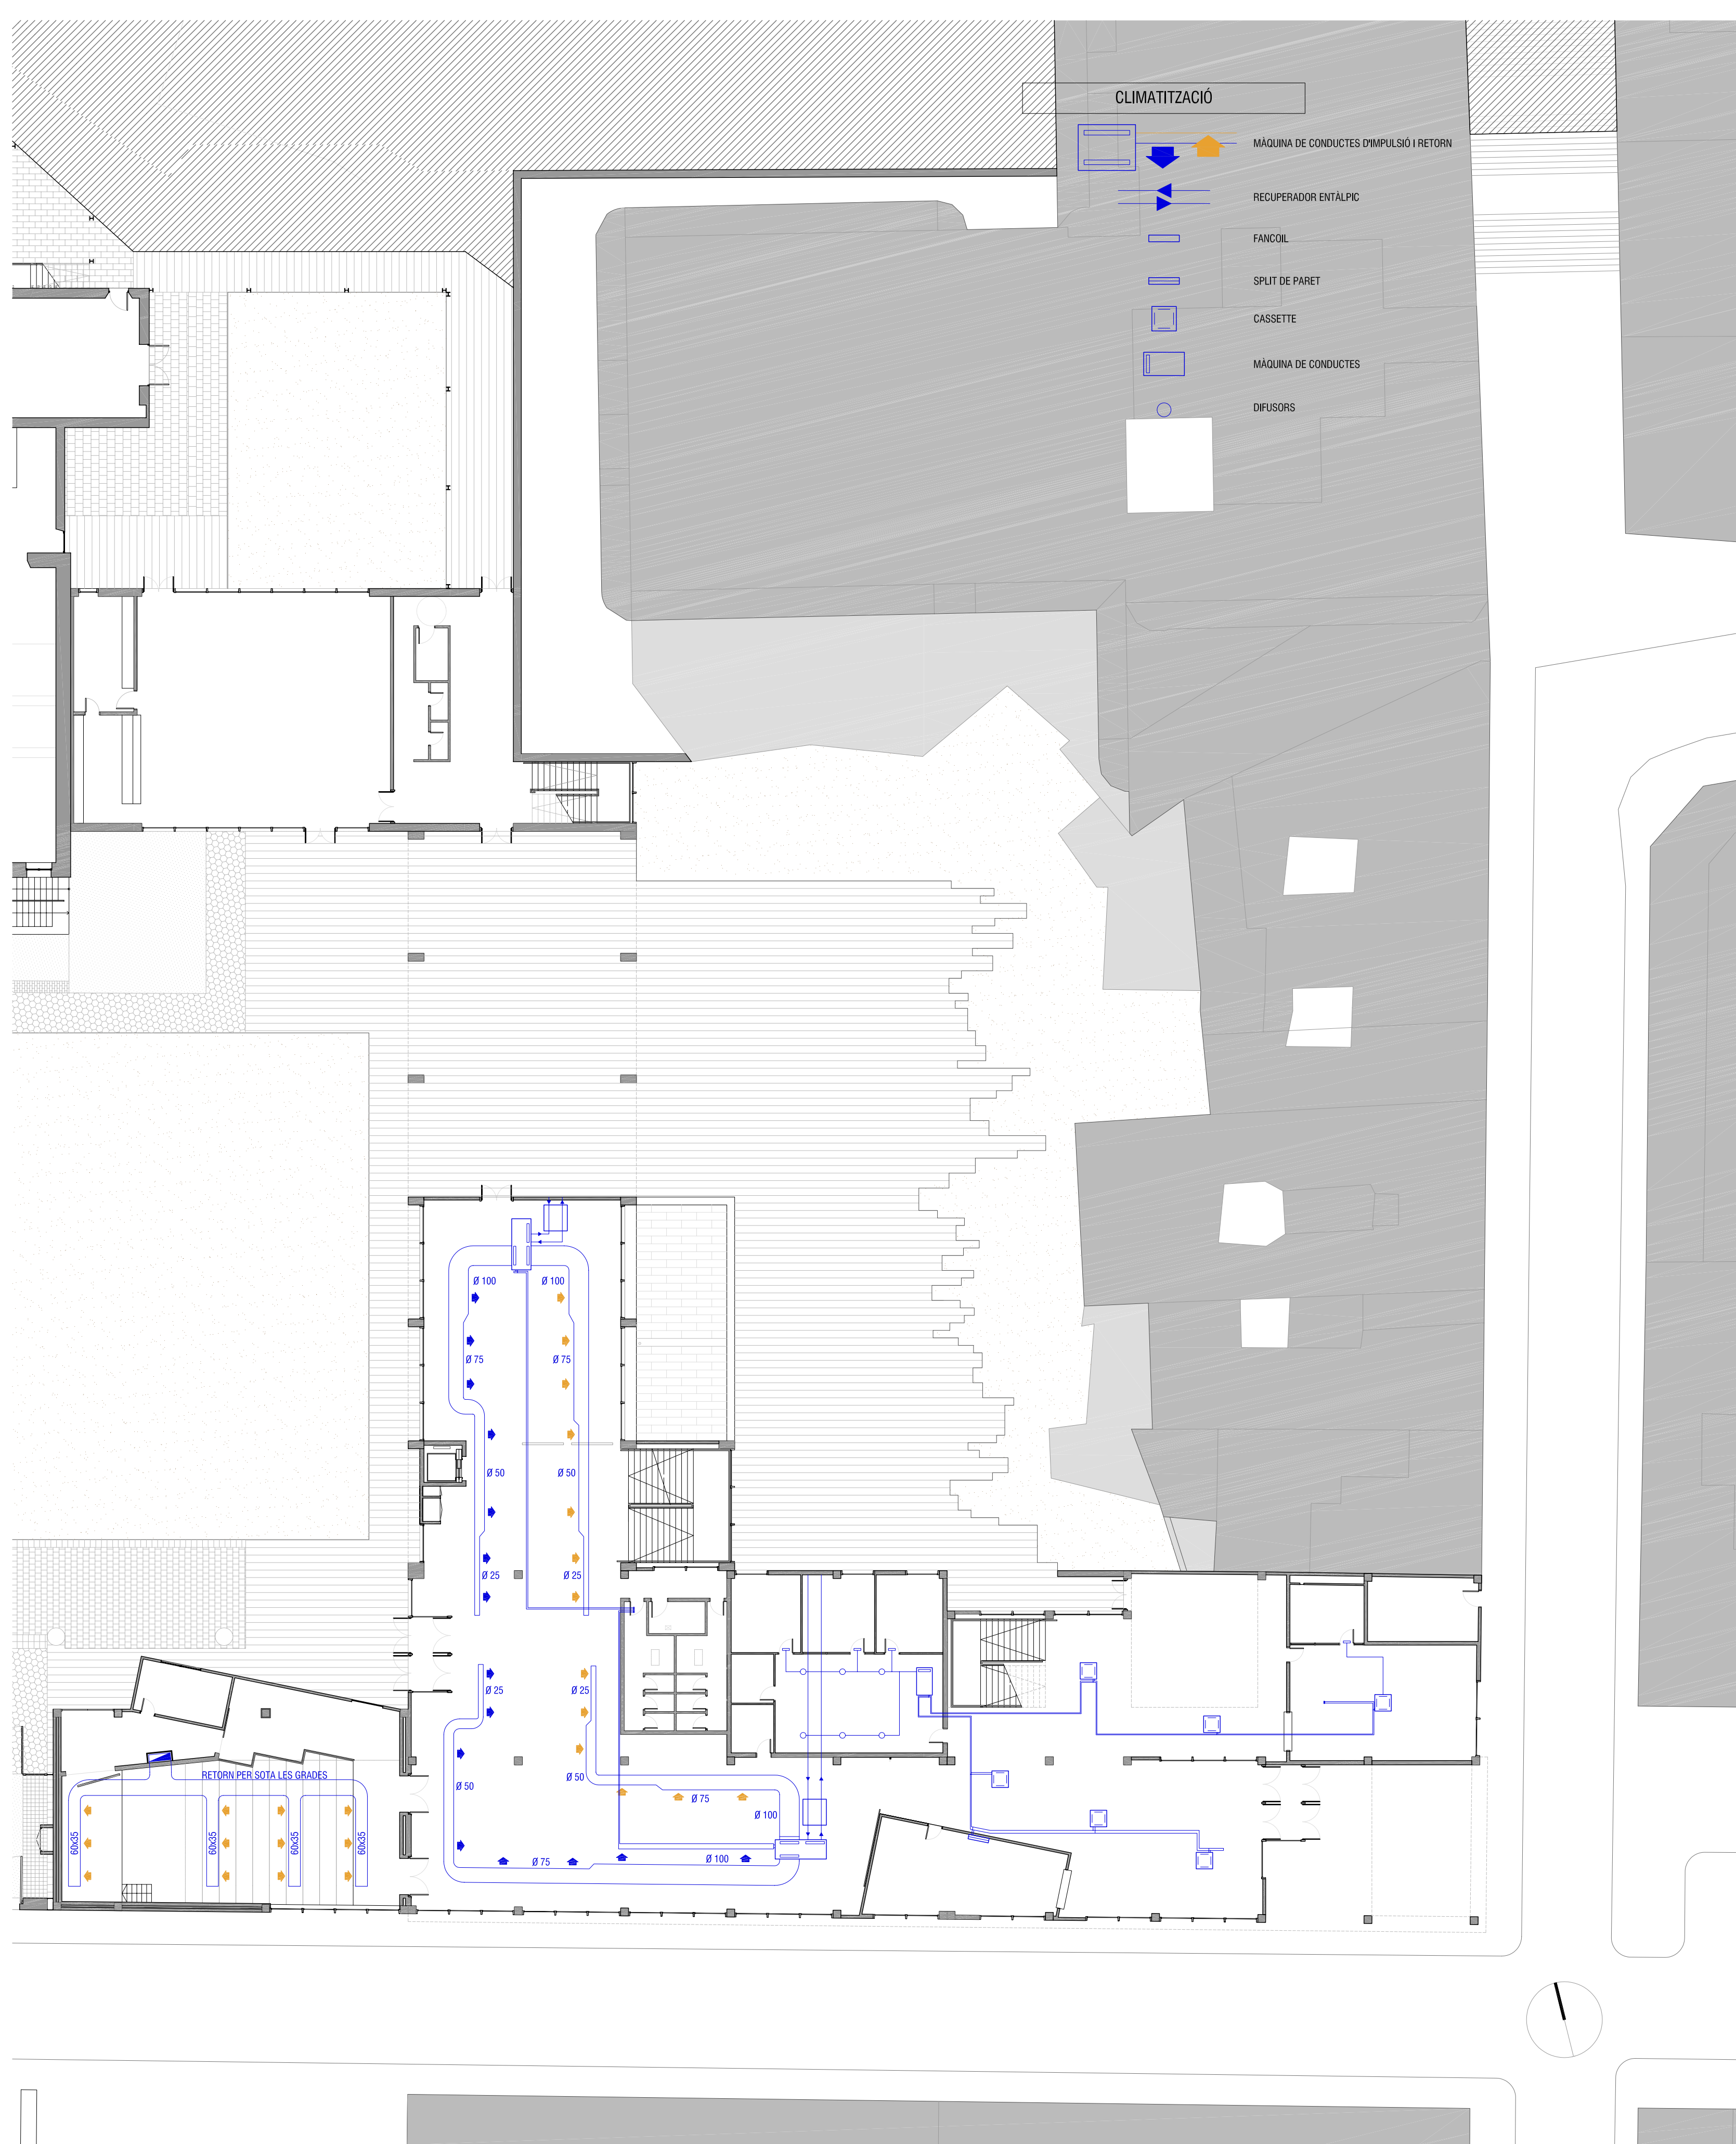 CLIMATITZACIÓ
MÀQUINA DE CONDUCTES D'IMPULSIÓ I RETORN
RECUPERADOR ENTÀLPIC
FANCOIL
SPLIT DE PARET
CASSETTE
MÀQUINA DE CONDUCTES
DIFUSORS
Ø 100
Ø 100
Ø 75
Ø 75
Ø 50
Ø 50
Ø 25
Ø 25
Ø 25
Ø 25
RETORN PER SOTA LES GRADES
Ø 50
Ø 50
Ø 75
Ø 100
60x35
60x35
60x35
60x35
Ø 75
Ø 100